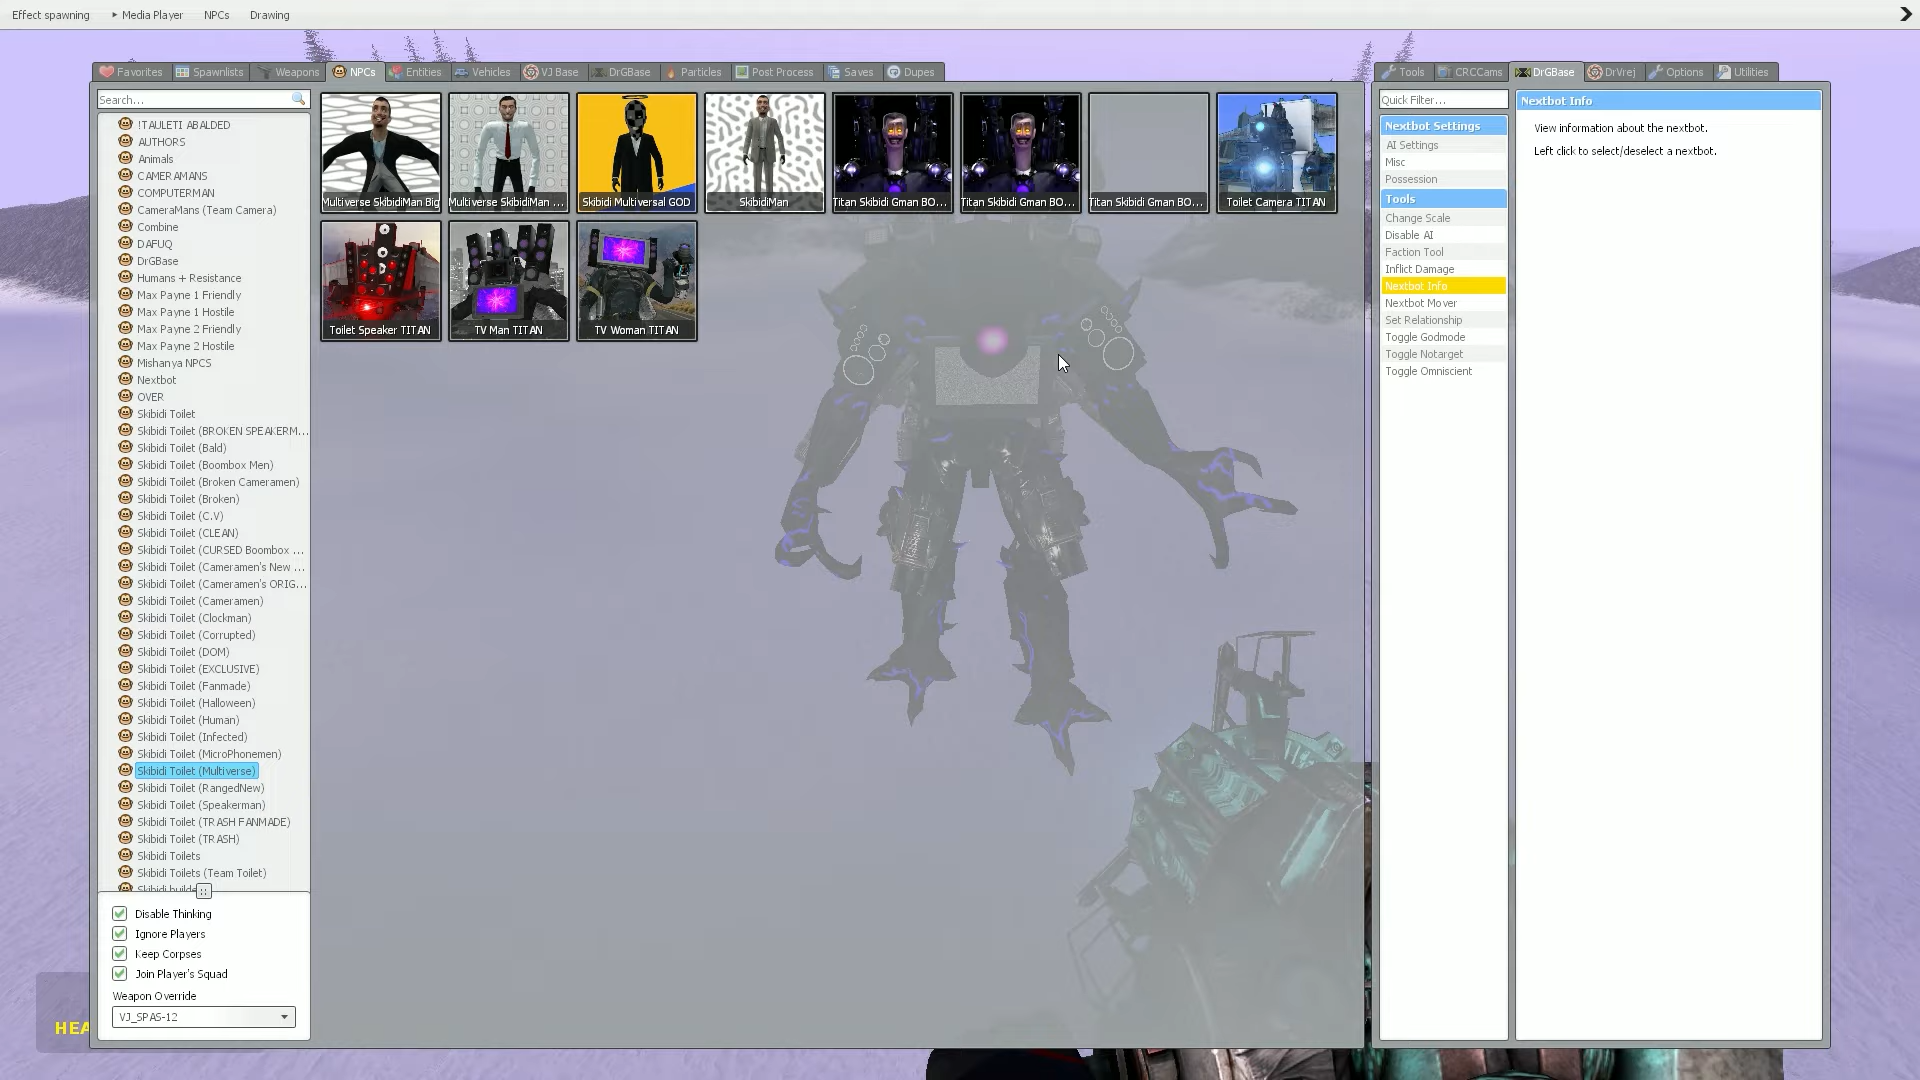 Effect spawning
Media Player
NPCs
Drawing
Favorites
Spawnlists
Weapons
NPCs
Entities
Vehicles
VJ Base
DrGBase
Particles
Post Process
Saves
Dupes
Tools
CRCCams
DrGBase
DrVrej
Options
Utilities
Search...
!TAULETI ABALDED
AUTHORS
Animals
CAMERAMANS
COMPUTERMAN
CameraMans (Team Camera)
Combine
DAFUQ
DrGBase
Humans + Resistance
Max Payne 1 Friendly
Max Payne 1 Hostile
Max Payne 2 Friendly
Max Payne 2 Hostile
Mishanya NPCS
Nextbot
OVER
Skibidi Toilet
Skibidi Toilet (BROKEN SPEAKERM...
Skibidi Toilet (Bald)
Skibidi Toilet (Boombox Men)
Skibidi Toilet (Broken Cameramen)
Skibidi Toilet (Broken)
Skibidi Toilet (C.V)
Skibidi Toilet (CLEAN)
Skibidi Toilet (CURSED Boombox ...
Skibidi Toilet (Cameramen's New ...
Skibidi Toilet (Cameramen's ORIG...
Skibidi Toilet (Cameramen)
Skibidi Toilet (Clockman)
Skibidi Toilet (Corrupted)
Skibidi Toilet (DOM)
Skibidi Toilet (EXCLUSIVE)
Skibidi Toilet (Fanmade)
Skibidi Toilet (Halloween)
Skibidi Toilet (Human)
Skibidi Toilet (Infected)
Skibidi Toilet (MicroPhonemen)
Skibidi Toilet (Multiverse)
Skibidi Toilet (RangedNew)
Skibidi Toilet (Speakerman)
Skibidi Toilet (TRASH FANMADE)
Skibidi Toilet (TRASH)
Skibidi Toilets
Skibidi Toilets (Team Toilet)
Skibidi
Disable Thinking
Ignore Players
Keep Corpses
Join Player's Squad
Weapon Override
VJ_SPAS-12
HEA
Multiverse SkibidiMan Big
Multiverse SkibidiMan ...
Skibidi Multiversal GOD
SkibidiMan
Titan Skibidi Gman BO...
Titan Skibidi Gman BO...
Titan Skibidi Gman BO...
Toilet Camera TITAN
Toilet Speaker TITAN
TV Man TITAN
TV Woman TITAN
Quick Filter...
Nextbot Settings
AI Settings
Misc
Possession
Tools
Change Scale
Disable AI
Faction Tool
Inflict Damage
Nextbot Info
Nextbot Mover
Set Relationship
Toggle Godmode
Toggle Notarget
Toggle Omniscient
Nextbot Info
View information about the nextbot.
Left click to select/deselect a nextbot.